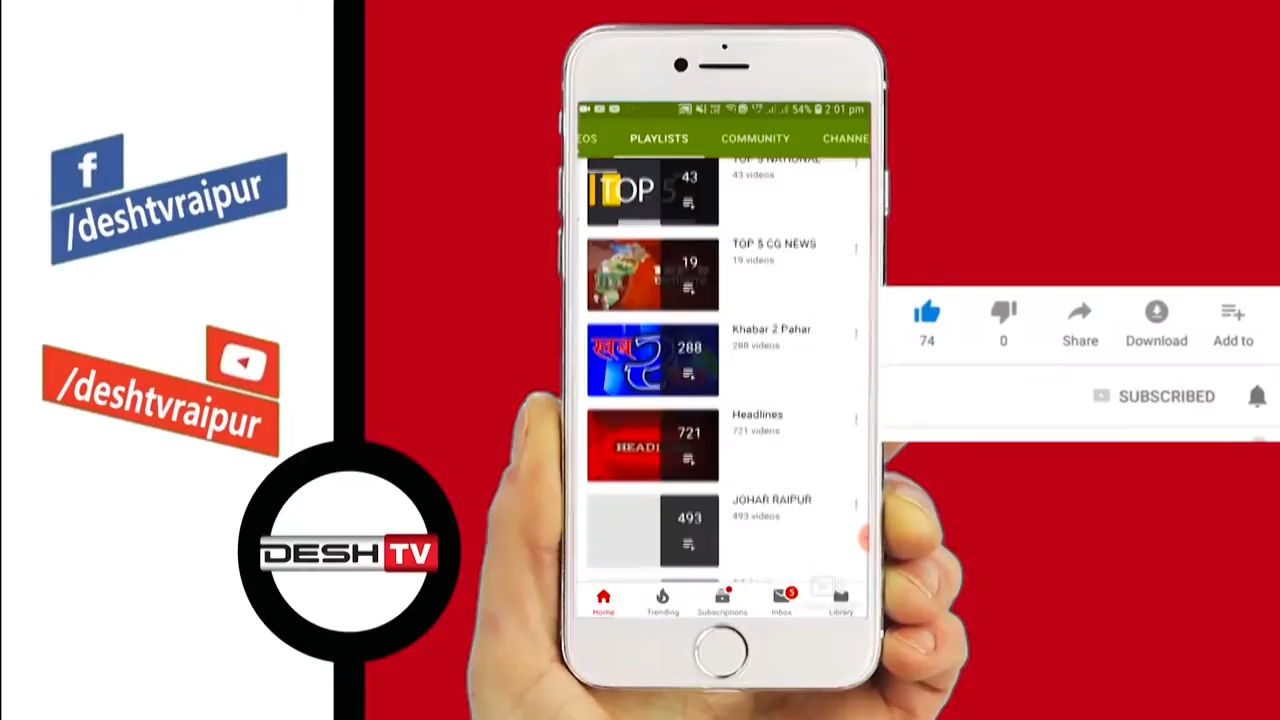 f
/deshtvraipur
/deshtvraipur
DESH TV
54% 2:01 pm
EOS PLAYLISTS COMMUNITY CHANNE
TOP 5
43
TOP 5 NATIONAL
43 videos
19
TOP 5 CG NEWS
19 videos
288
Khabar 2 Pahar
288 videos
HEADL
721
Headlines
721 videos
493
JOHAR RAIPUR
493 videos
Home Trending Subscriptions Inbox Library
5
74 0 Share Download Add to
SUBSCRIBED